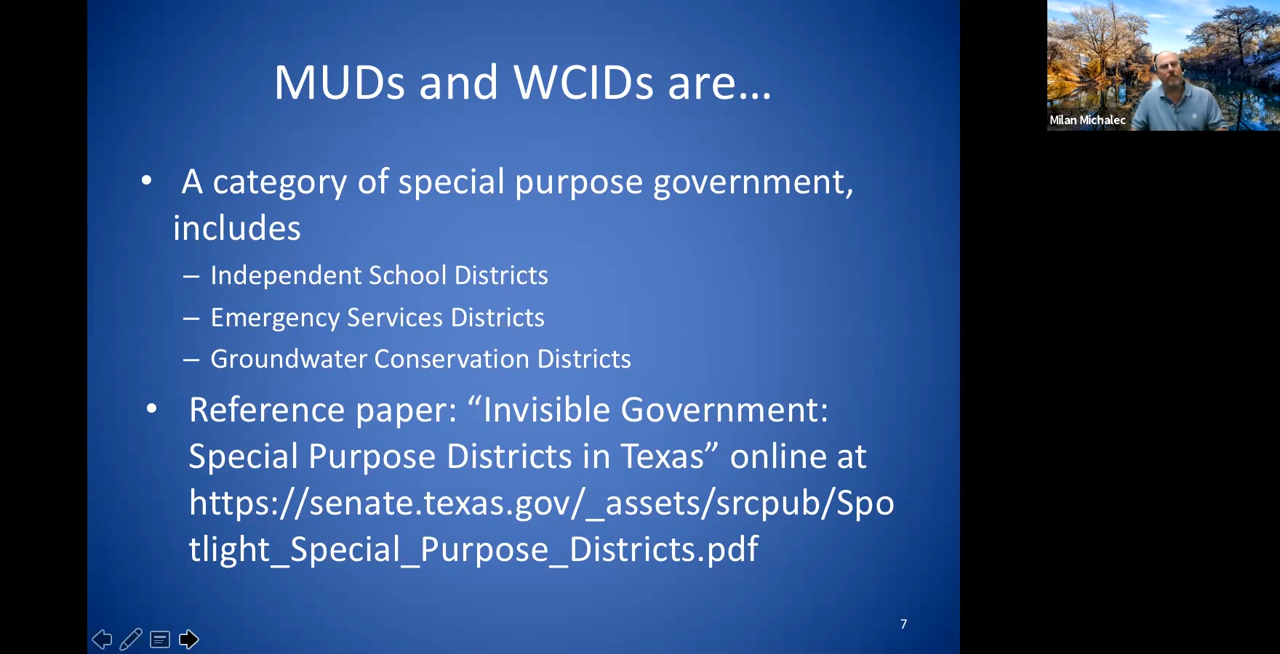 MUDs and WCIDs are…
• A category of special purpose government,
includes
– Independent School Districts
– Emergency Services Districts
– Groundwater Conservation Districts
• Reference paper: “Invisible Government:
Special Purpose Districts in Texas” online at
https://senate.texas.gov/_assets/srcpub/Spo
tlight_Special_Purpose_Districts.pdf
7
Milan Michalec